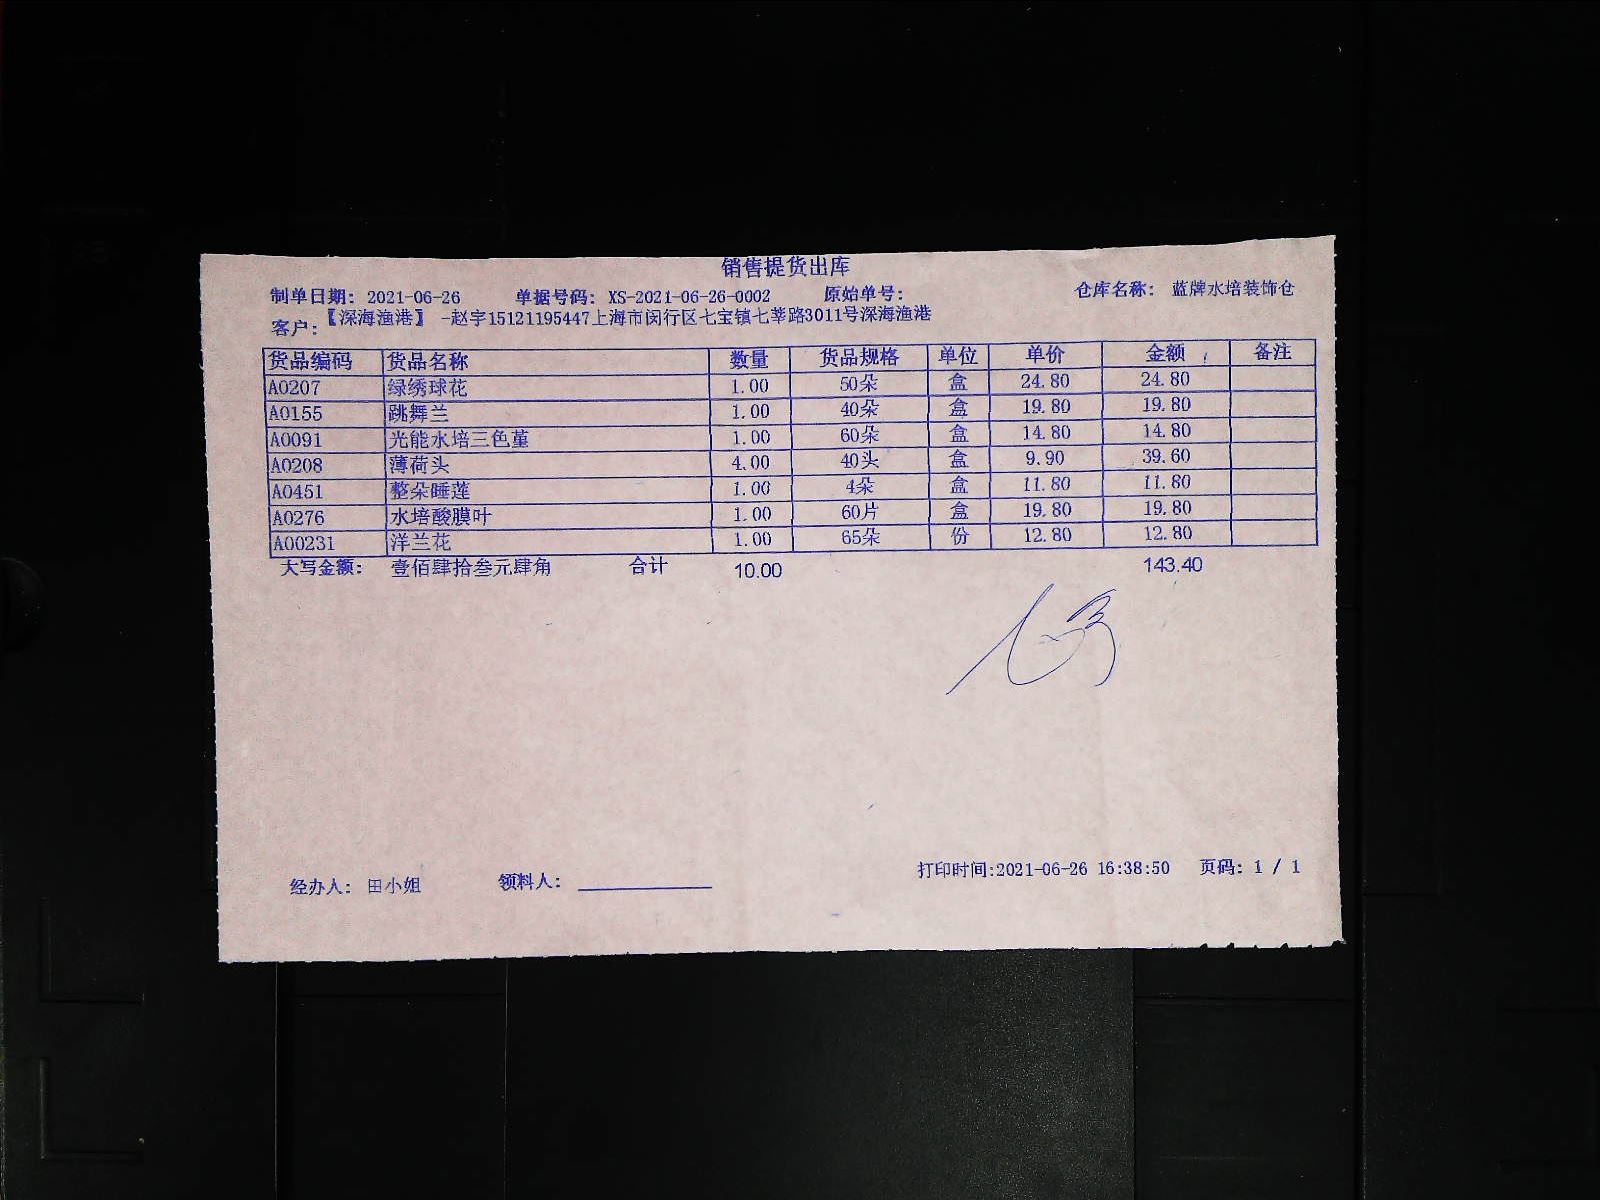 销售提货出库
制单日期: 2021-06-26 单据号码: XS-2021-06-26-0002 原始单号: 仓库名称: 蓝牌水培装饰仓
客户:【深海渔港】 -赵宇15121195447上海市闵行区七宝镇七莘路3011号深海渔港
货品编码 货品名称 数量 货品规格 单位 单价 金额 备注
A0207 绿绣球花 1.00 50朵 盒 24.80 24.80
A0155 跳舞兰 1.00 40朵 盒 19.80 19.80
A0091 光能水培三色堇 1.00 60朵 盒 14.80 14.80
A0208 薄荷头 4.00 40头 盒 9.90 39.60
A0451 整朵睡莲 1.00 4朵 盒 11.80 11.80
A0276 水培酸膜叶 1.00 60片 盒 19.80 19.80
A00231 洋兰花 1.00 65朵 份 12.80 12.80
大写金额: 壹佰肆拾叁元肆角 合计 10.00 143.40
经办人: 田小姐 领料人: 打印时间:2021-06-26 16:38:50 页码: 1 / 1